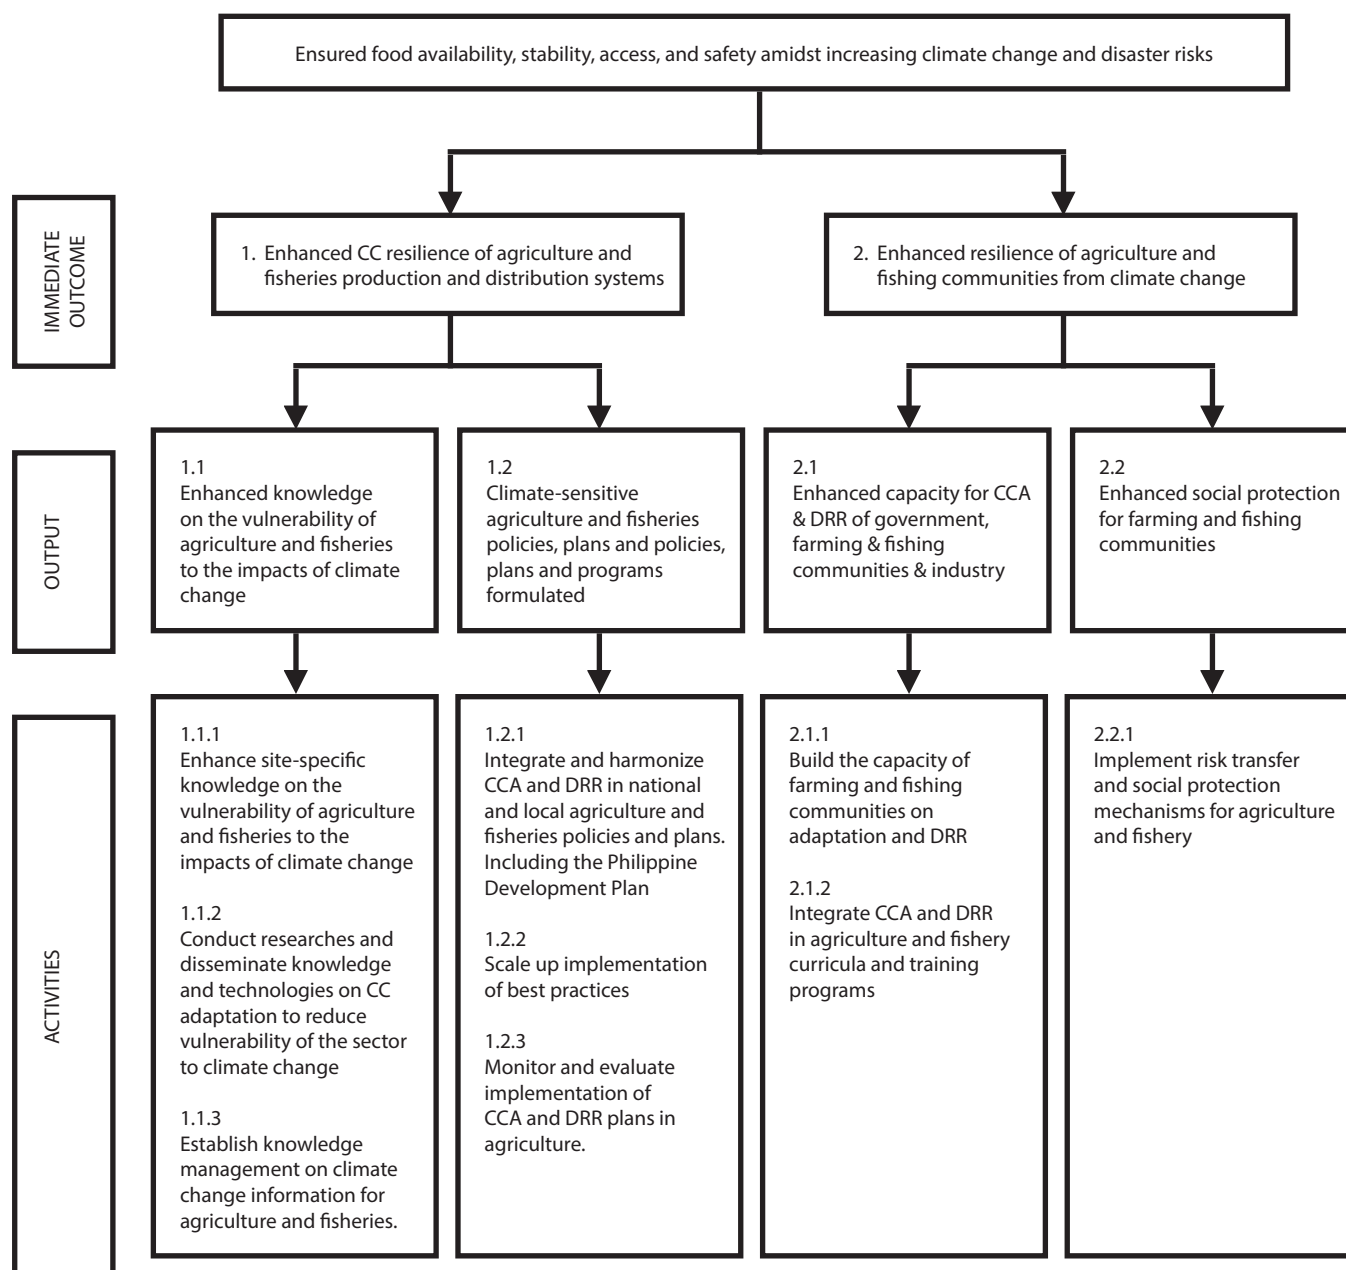 Ensured food availability, stability, access, and safety amidst increasing climate change and disaster risks
IMMEDIATE
OUTCOME
1. Enhanced CC resilience of agriculture and
fisheries production and distribution systems
2. Enhanced resilience of agriculture and
fishing communities from climate change
OUTPUT
1.1
Enhanced knowledge
on the vulnerability of
agriculture and fisheries
to the impacts of climate
change
1.2
Climate-sensitive
agriculture and fisheries
policies, plans and policies,
plans and programs
formulated
2.1
Enhanced capacity for CCA
& DRR of government,
farming & fishing
communities & industry
2.2
Enhanced social protection
for farming and fishing
communities
ACTIVITIES
1.1.1
Enhance site-specific
knowledge on the
vulnerability of agriculture
and fisheries to the
impacts of climate change
1.1.2
Conduct researches and
disseminate knowledge
and technologies on CC
adaptation to reduce
vulnerability of the sector
to climate change
1.1.3
Establish knowledge
management on climate
change information for
agriculture and fisheries.
1.2.1
Integrate and harmonize
CCA and DRR in national
and local agriculture and
fisheries policies and plans.
Including the Philippine
Development Plan
1.2.2
Scale up implementation
of best practices
1.2.3
Monitor and evaluate
implementation of
CCA and DRR plans in
agriculture.
2.1.1
Build the capacity of
farming and fishing
communities on
adaptation and DRR
2.1.2
Integrate CCA and DRR
in agriculture and fishery
curricula and training
programs
2.2.1
Implement risk transfer
and social protection
mechanisms for agriculture
and fishery